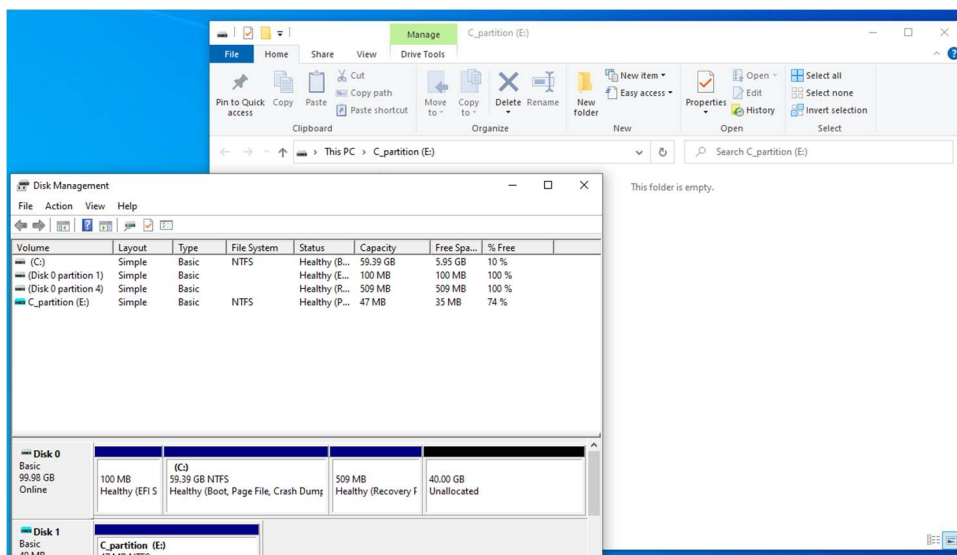 Manage
C_partition (E:)
File Home Share View Drive Tools
Pin to Quick access
Copy
Paste
Cut
Copy path
Paste shortcut
Clipboard
Move to
Copy to
Delete
Rename
Organize
New folder
New item
Easy access
New
Properties
Open
Edit
History
Open
Select all
Select none
Invert selection
Select
This PC > C_partition (E:)
Search C_partition (E:)
This folder is empty.
Disk Management
File Action View Help
Volume Layout Type File System Status Capacity Free Spa... % Free
(C:) Simple Basic NTFS Healthy (B... 59.39 GB 5.95 GB 10 %
(Disk 0 partition 1) Simple Basic Healthy (E... 100 MB 100 MB 100 %
(Disk 0 partition 4) Simple Basic Healthy (R... 509 MB 509 MB 100 %
C_partition (E:) Simple Basic NTFS Healthy (P... 47 MB 35 MB 74 %
Disk 0
Basic
99.98 GB
Online
100 MB
Healthy (EFI S
(C:)
59.39 GB NTFS
Healthy (Boot, Page File, Crash Dump
509 MB
Healthy (Recovery P
40.00 GB
Unallocated
Disk 1
Basic
C_partition (E:)
47 MB NTFS